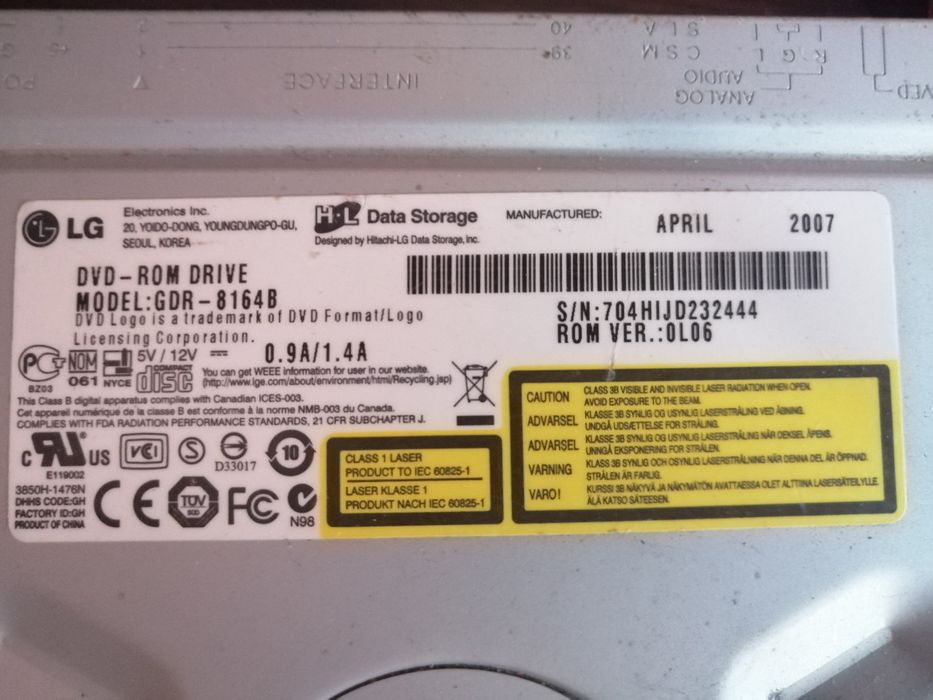 40 S L A
39 C S M R G L
INTERFACE
ANALOG
AUDIO
LG
Electronics Inc.
20, YOIDO-DONG, YOUNGDUNGPO-GU,
SEOUL, KOREA
H·L Data Storage
Designed by Hitachi-LG Data Storage, Inc.
MANUFACTURED: APRIL 2007
DVD-ROM DRIVE
MODEL:GDR-8164B
DVD Logo is a trademark of DVD Format/Logo
Licensing Corporation.
S/N:704HIJD232444
ROM VER.:0L06
5V / 12V 0.9A/1.4A
PC
BZ03
NOM
061
NYCE
COMPACT
disc
You can get WEEE information for user in our website.
(http://www.lge.com/about/environment/html/Recycling.jsp)
This Class B digital apparatus complies with Canadian ICES-003.
Cet appareil numérique de la classe B est conforme à la norme NMB-003 du Canada.
COMPLIES WITH FDA RADIATION PERFORMANCE STANDARDS, 21 CFR SUBCHAPTER J.
c RU US
E119002
VCI
S
D33017
10
3850H-1476N
DHHS CODE:GH
FACTORY ID:GH
PRODUCT OF CHINA
CE
TÜV
FC
N98
CLASS 1 LASER
PRODUCT TO IEC 60825-1
LASER KLASSE 1
PRODUKT NACH IEC 60825-1
CAUTION CLASS 3B VISIBLE AND INVISIBLE LASER RADIATION WHEN OPEN.
AVOID EXPOSURE TO THE BEAM.
ADVARSEL KLASSE 3B SYNLIG OG USYNLIG LASERSTRÅLING VED ÅBNING.
UNDGÅ UDSÆTTELSE FOR STRÅLING.
ADVARSEL KLASSE 3B SYNLIG OG USYNLIG LASERSTRÅLING NÅR DEKSEL ÅPENS.
UNNGÅ EKSPONERING FOR STRÅLEN.
VARNING KLASS 3B SYNLIG OCH OSYNLIG LASERSTRÅLNING NÄR DENNA DEL ÄR ÖPPNAD.
STRÅLEN ÄR FARLIG.
VARO! KURSSI 3B NÄKYVÄ JA NÄKYMÄTÖN AVATTAESSA OLET ALTTIINA LASERSÄTEILYLLE.
ÄLÄ KATSO SÄTEESEEN.